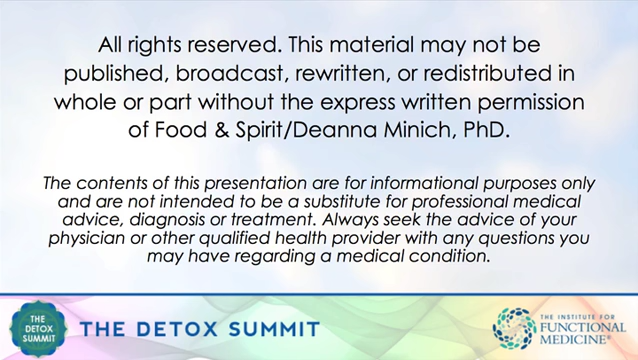 All rights reserved. This material may not be
published, broadcast, rewritten, or redistributed in
whole or part without the express written permission
of Food & Spirit/Deanna Minich, PhD.
The contents of this presentation are for informational purposes only
and are not intended to be a substitute for professional medical
advice, diagnosis or treatment. Always seek the advice of your
physician or other qualified health provider with any questions you
may have regarding a medical condition.
THE
DETOX
SUMMIT
THE DETOX SUMMIT
THE INSTITUTE FOR
FUNCTIONAL
MEDICINE®